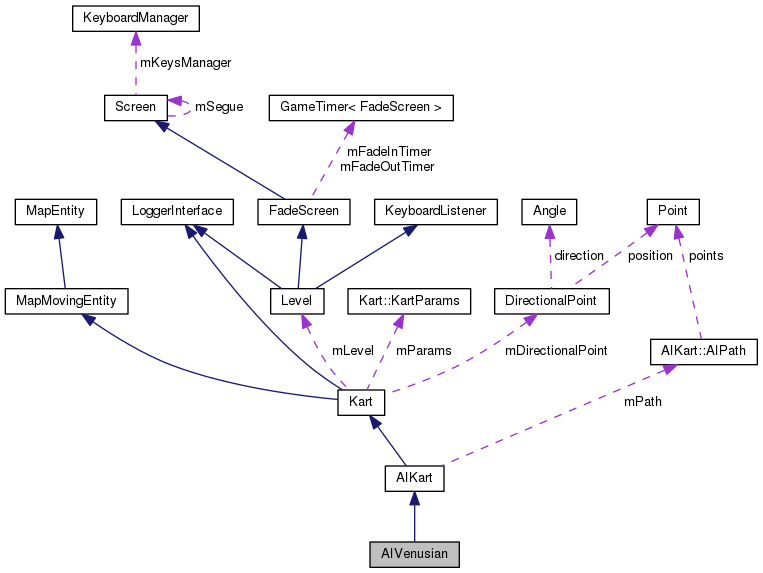 KeyboardManager
mKeysManager
Screen
mSegue
GameTimer< FadeScreen >
mFadeInTimer
mFadeOutTimer
MapEntity
LoggerInterface
FadeScreen
KeyboardListener
Angle
Point
direction
position
points
MapMovingEntity
Level
Kart::KartParams
DirectionalPoint
mLevel
mParams
mDirectionalPoint
AIKart::AIPath
Kart
mPath
AIKart
AIVenusian